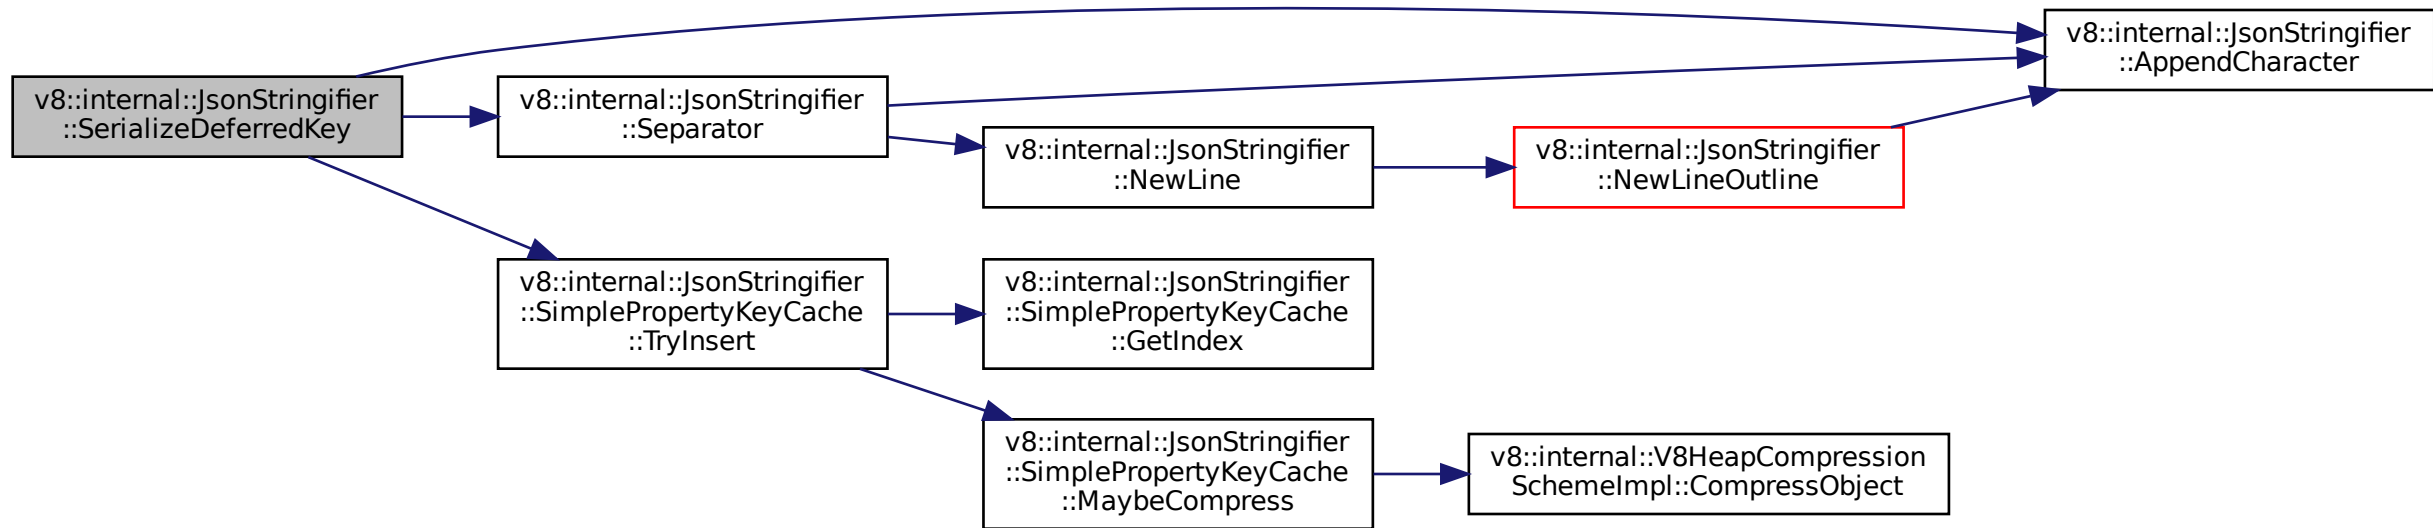 v8::internal::JsonStringifier
::SerializeDeferredKey
v8::internal::JsonStringifier
::Separator
v8::internal::JsonStringifier
::AppendCharacter
v8::internal::JsonStringifier
::NewLine
v8::internal::JsonStringifier
::NewLineOutline
v8::internal::JsonStringifier
::SimplePropertyKeyCache
::TryInsert
v8::internal::JsonStringifier
::SimplePropertyKeyCache
::GetIndex
v8::internal::JsonStringifier
::SimplePropertyKeyCache
::MaybeCompress
v8::internal::V8HeapCompression
SchemeImpl::CompressObject